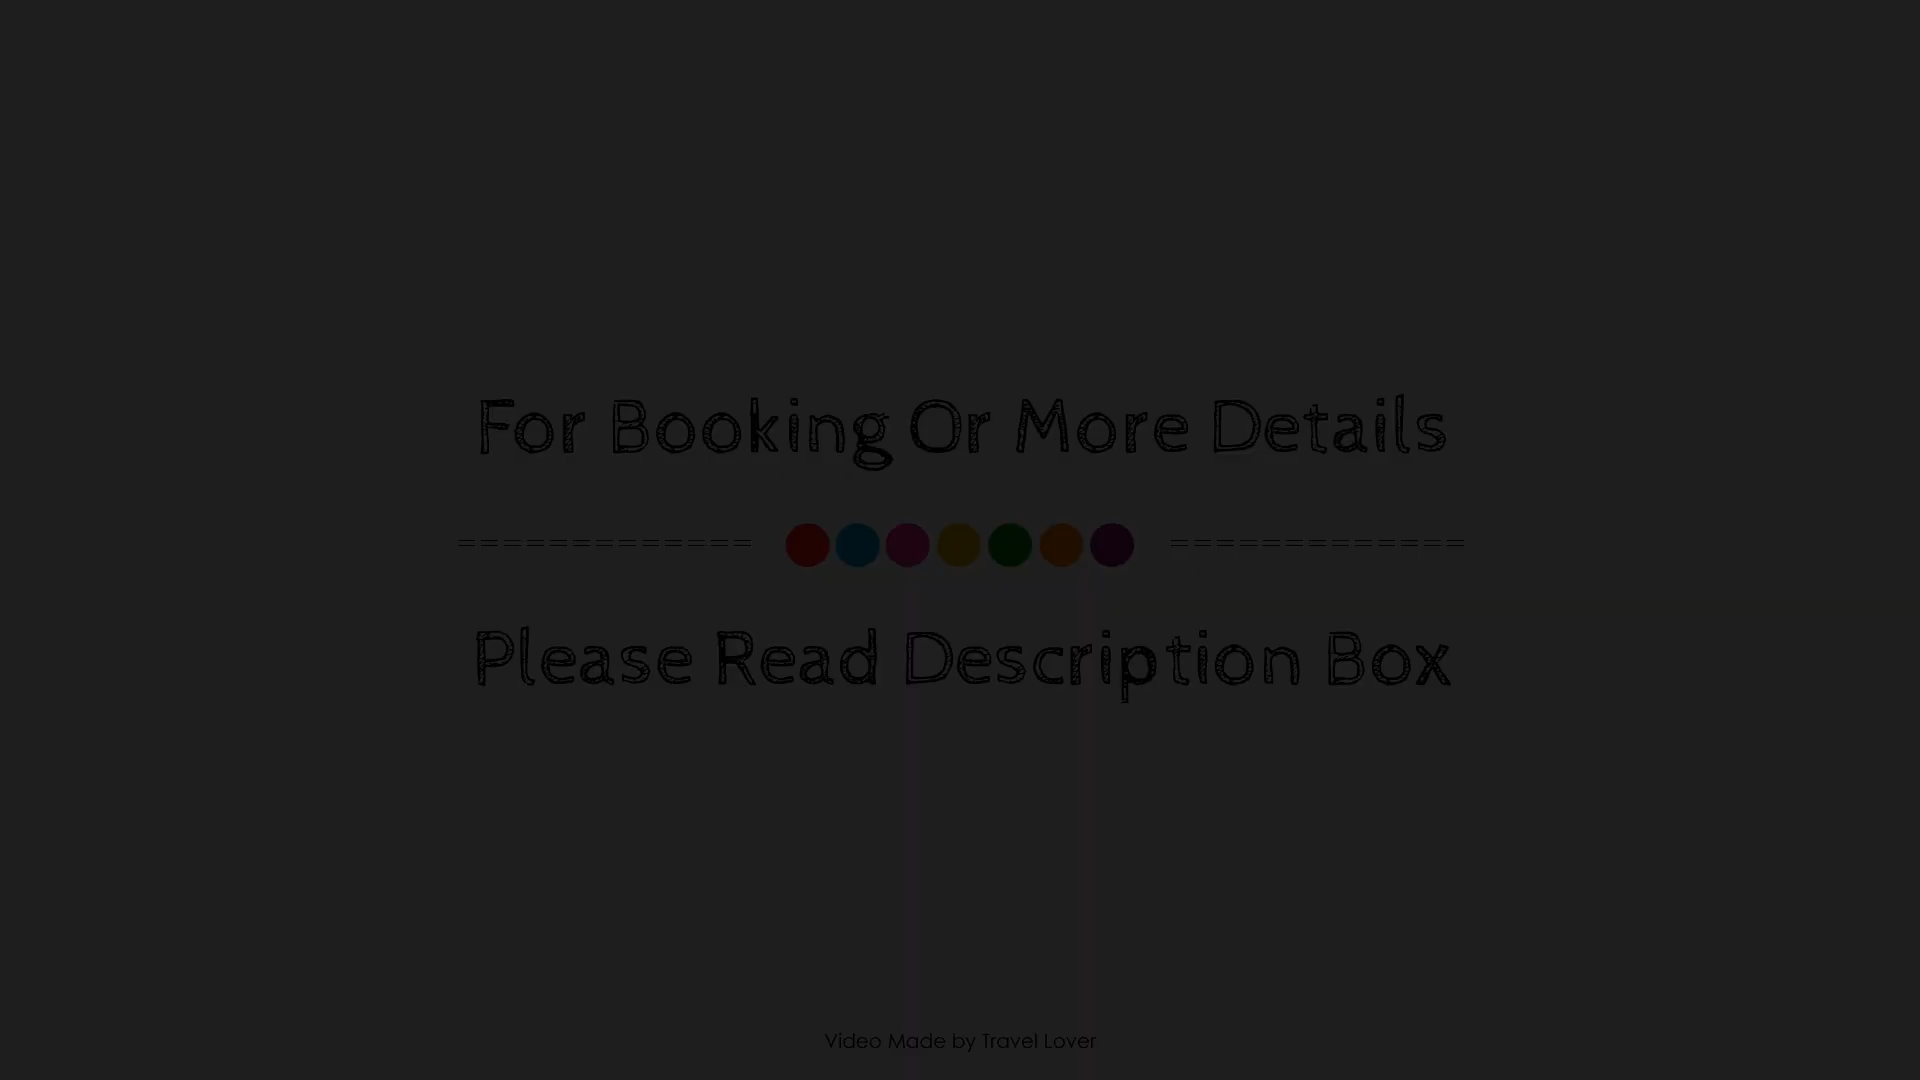 For Booking Or More Details
============= =============
Please Read Description Box
Video Made by Travel Lover